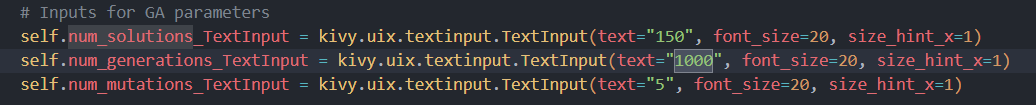 # Inputs for GA parameters
self.num_solutions_TextInput = kivy.uix.textinput.TextInput(text="150", font_size=20, size_hint_x=1)
self.num_generations_TextInput = kivy.uix.textinput.TextInput(text="1000", font_size=20, size_hint_x=1)
self.num_mutations_TextInput = kivy.uix.textinput.TextInput(text="5", font_size=20, size_hint_x=1)